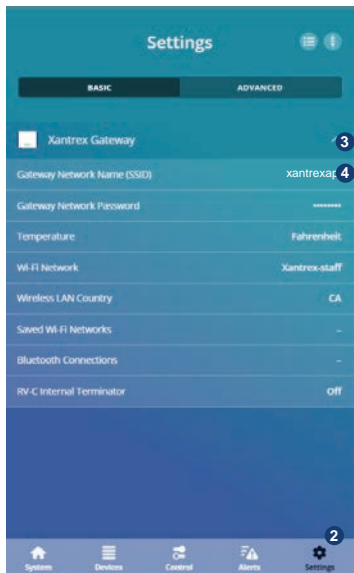 Settings
BASIC ADVANCED
Xantrex Gateway 3
Gateway Network Name (SSID) xantrexap 4
Gateway Network Password ••••••••
Temperature Fahrenheit
Wi-Fi Network Xantrex-staff
Wireless LAN Country CA
Saved Wi-Fi Networks –
Bluetooth Connections –
RV-C Internal Terminator Off
2
System Devices Control Alerts Settings